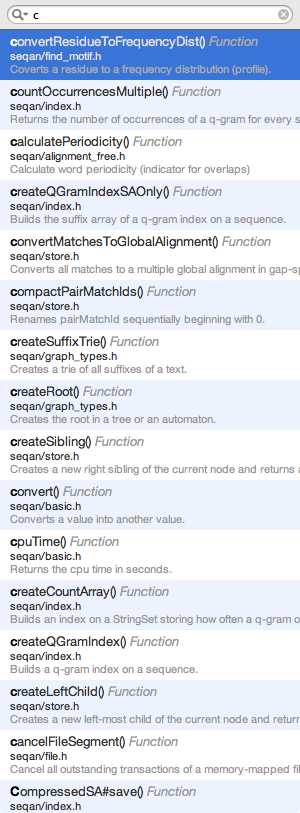 c
convertResidueToFrequencyDist() Function
seqan/find_motif.h
Coverts a residue to a frequency distribution (profile).
countOccurrencesMultiple() Function
seqan/index.h
Returns the number of occurrences of a q-gram for every s
calculatePeriodicity() Function
seqan/alignment_free.h
Calculate word periodicity (indicator for overlaps)
createQGramIndexSAOnly() Function
seqan/index.h
Builds the suffix array of a q-gram index on a sequence.
convertMatchesToGlobalAlignment() Function
seqan/store.h
Converts all matches to a multiple global alignment in gap-sp
compactPairMatchIds() Function
seqan/store.h
Renames pairMatchId sequentially beginning with 0.
createSuffixTrie() Function
seqan/graph_types.h
Creates a trie of all suffixes of a text.
createRoot() Function
seqan/graph_types.h
Creates the root in a tree or an automaton.
createSibling() Function
seqan/store.h
Creates a new right sibling of the current node and returns a
convert() Function
seqan/basic.h
Converts a value into another value.
cpuTime() Function
seqan/basic.h
Returns the cpu time in seconds.
createCountArray() Function
seqan/index.h
Builds an index on a StringSet storing how often a q-gram o
createQGramIndex() Function
seqan/index.h
Builds a q-gram index on a sequence.
createLeftChild() Function
seqan/store.h
Creates a new left-most child of the current node and return
cancelFileSegment() Function
seqan/file.h
Cancel all outstanding transactions of a memory-mapped fi
CompressedSA#save() Function
seqan/index.h